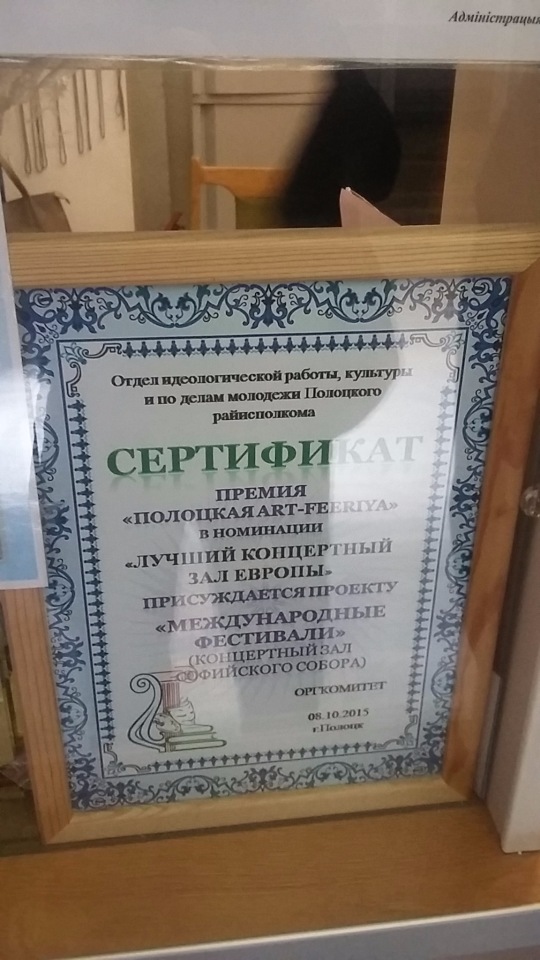 Адміністрацыя
Отдел идеологической работы, культуры
и по делам молодежи Полоцкого
райисполкома
СЕРТИФИКАТ
ПРЕМИЯ
«ПОЛОЦКАЯ ART-FEERIYA»
В НОМИНАЦИИ
«ЛУЧШИЙ КОНЦЕРТНЫЙ
ЗАЛ ЕВРОПЫ»
ПРИСУЖДАЕТСЯ ПРОЕКТУ
«МЕЖДУНАРОДНЫЕ
ФЕСТИВАЛИ»
(КОНЦЕРТНЫЙ ЗАЛ
СОФИЙСКОГО СОБОРА)
ОРГКОМИТЕТ
08.10.2015
г.Полоцк